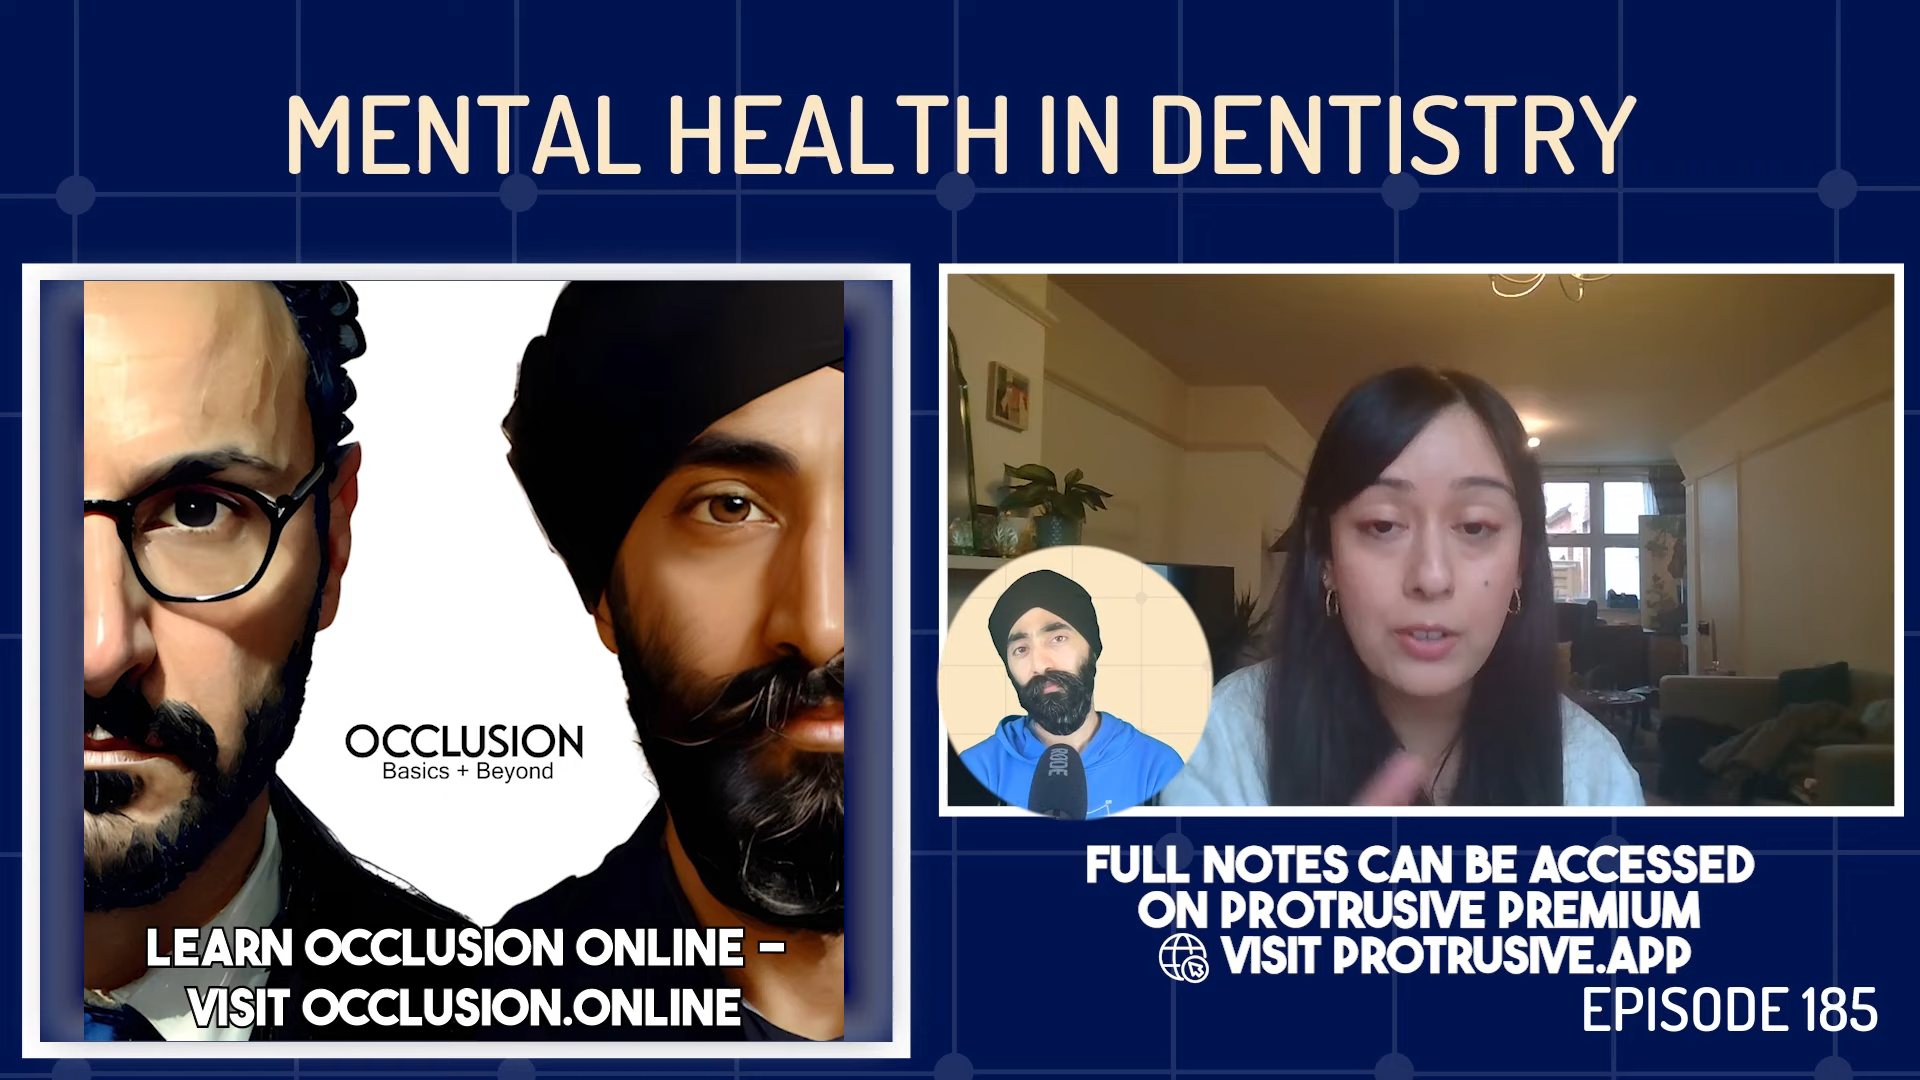 MENTAL HEALTH IN DENTISTRY
OCCLUSION
Basics + Beyond
LEARN OCCLUSION ONLINE –
VISIT OCCLUSION.ONLINE
RØDE
FULL NOTES CAN BE ACCESSED
ON PROTRUSIVE PREMIUM
VISIT PROTRUSIVE.APP
EPISODE 185